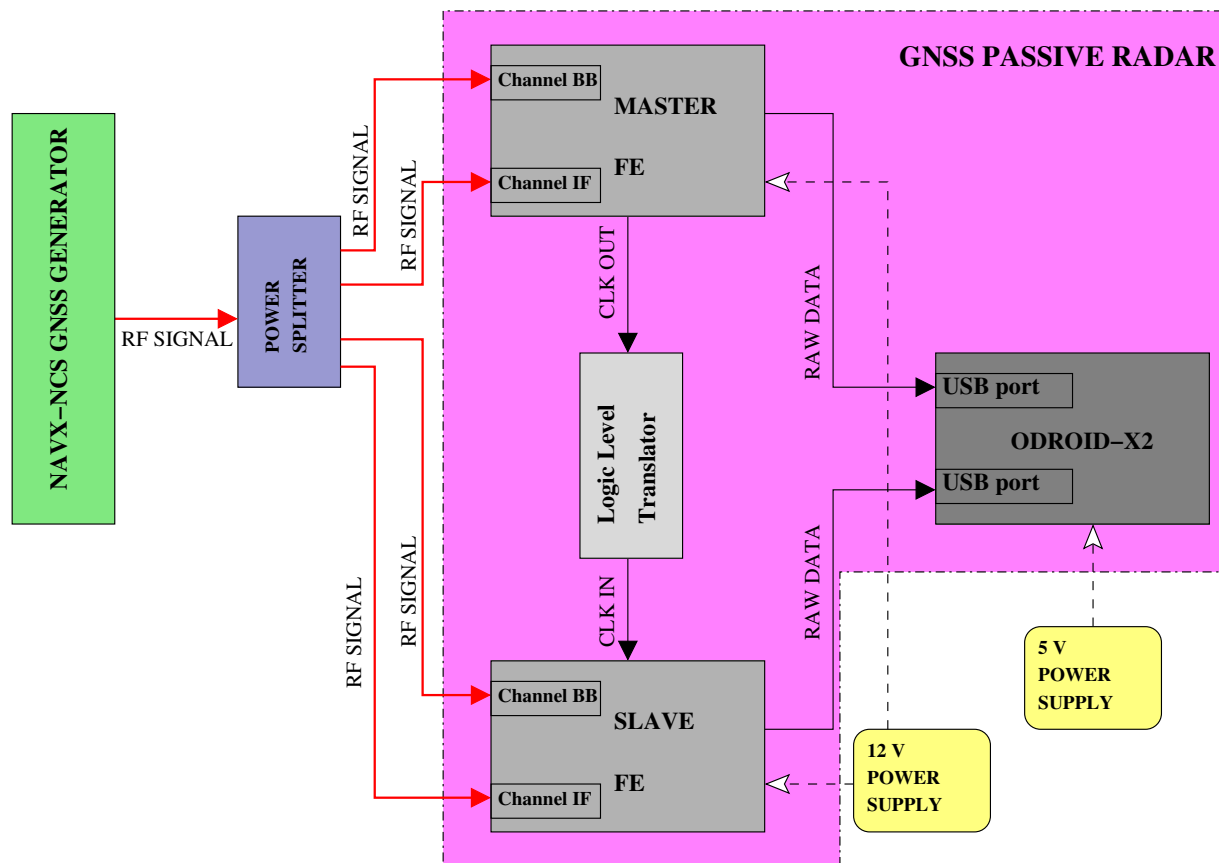 GNSS PASSIVE RADAR
NAVX-NCS GNSS GENERATOR
RF SIGNAL
POWER
SPLITTER
RF SIGNAL
RF SIGNAL
RF SIGNAL
RF SIGNAL
Channel BB
MASTER
FE
Channel IF
CLK OUT
Logic Level
Translator
CLK IN
Channel BB
SLAVE
FE
Channel IF
RAW DATA
RAW DATA
USB port
ODROID-X2
USB port
5 V
POWER
SUPPLY
12 V
POWER
SUPPLY